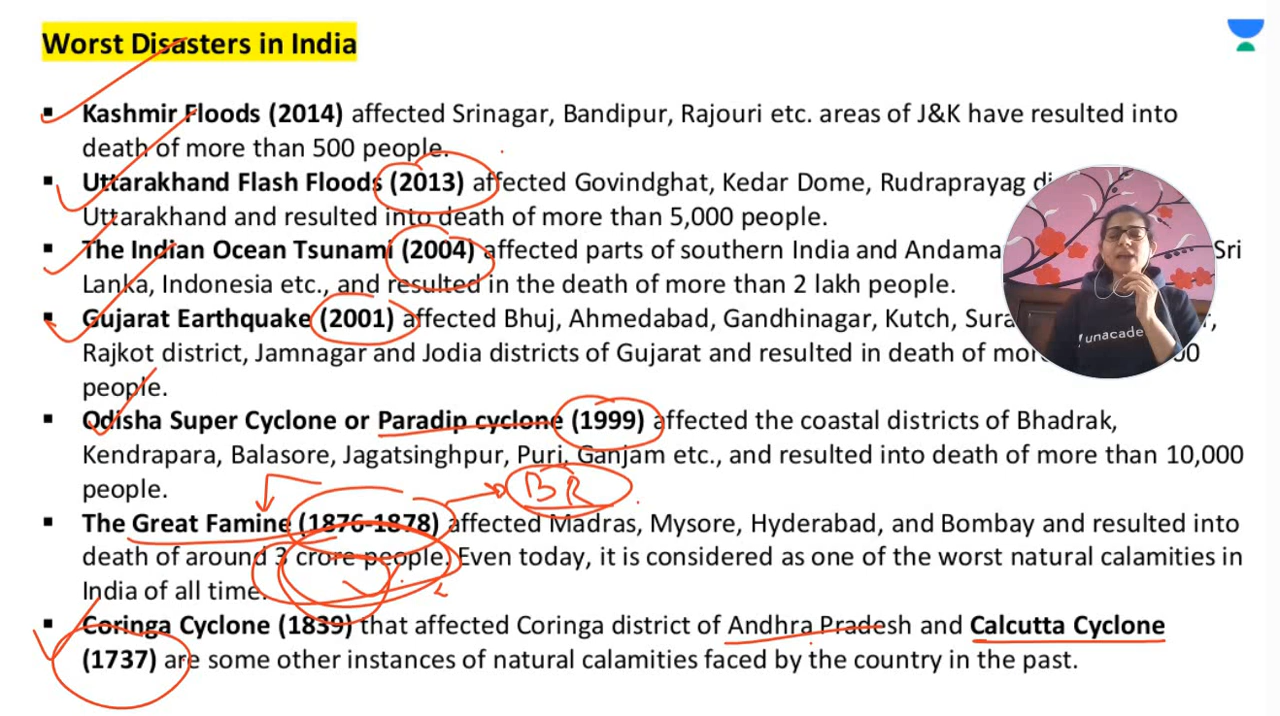 Worst Disasters in India
▪ Kashmir Floods (2014) affected Srinagar, Bandipur, Rajouri etc. areas of J&K have resulted into
death of more than 500 people.
▪ Uttarakhand Flash Floods (2013) affected Govindghat, Kedar Dome, Rudraprayag
Uttarakhand and resulted into death of more than 5,000 people.
▪ The Indian Ocean Tsunami (2004) affected parts of southern India and Sri
Lanka, Indonesia etc., and resulted in the death of more than 2 lakh people.
▪ Gujarat Earthquake (2001) affected Bhuj, Ahmedabad, Gandhinagar, Kutch,
Rajkot district, Jamnagar and Jodia districts of Gujarat and resulted in death of
people.
▪ Odisha Super Cyclone or Paradip cyclone (1999) affected the coastal districts of Bhadrak,
Kendrapara, Balasore, Jagatsinghpur, Puri, Ganjam etc., and resulted into death of more than 10,000
people.
BR
▪ The Great Famine (1876-1878) affected Madras, Mysore, Hyderabad, and Bombay and resulted into
death of around 3 crore people. Even today, it is considered as one of the worst natural calamities in
India of all time.
▪ Coringa Cyclone (1839) that affected Coringa district of Andhra Pradesh and Calcutta Cyclone
(1737) are some other instances of natural calamities faced by the country in the past.
unacade